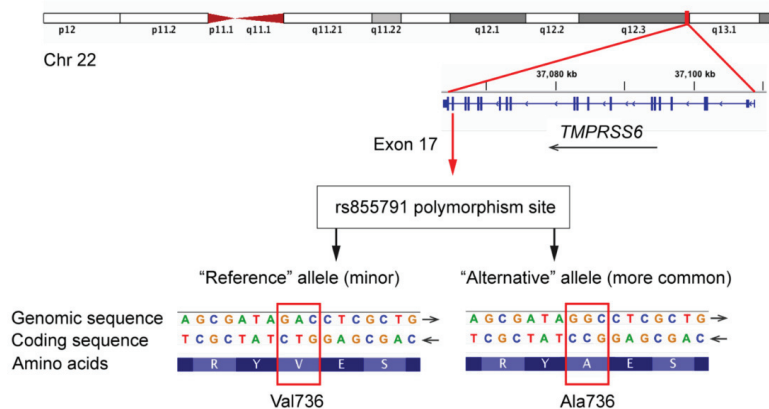 p12 p11.2 p11.1 q11.1 q11.21 q11.22 q12.1 q12.2 q12.3 q13.1
Chr 22
37,080 kb 37,100 kb
Exon 17
TMPRSS6
rs855791 polymorphism site
“Reference” allele (minor) “Alternative” allele (more common)
Genomic sequence AGCGATAGACCTCGCTG AGCGATAGGCCTCGCTG
Coding sequence TCGCTATCTGGAGCGAC TCGCTATCCGGAGCGAC
Amino acids R Y V E S R Y A E S
Val736 Ala736